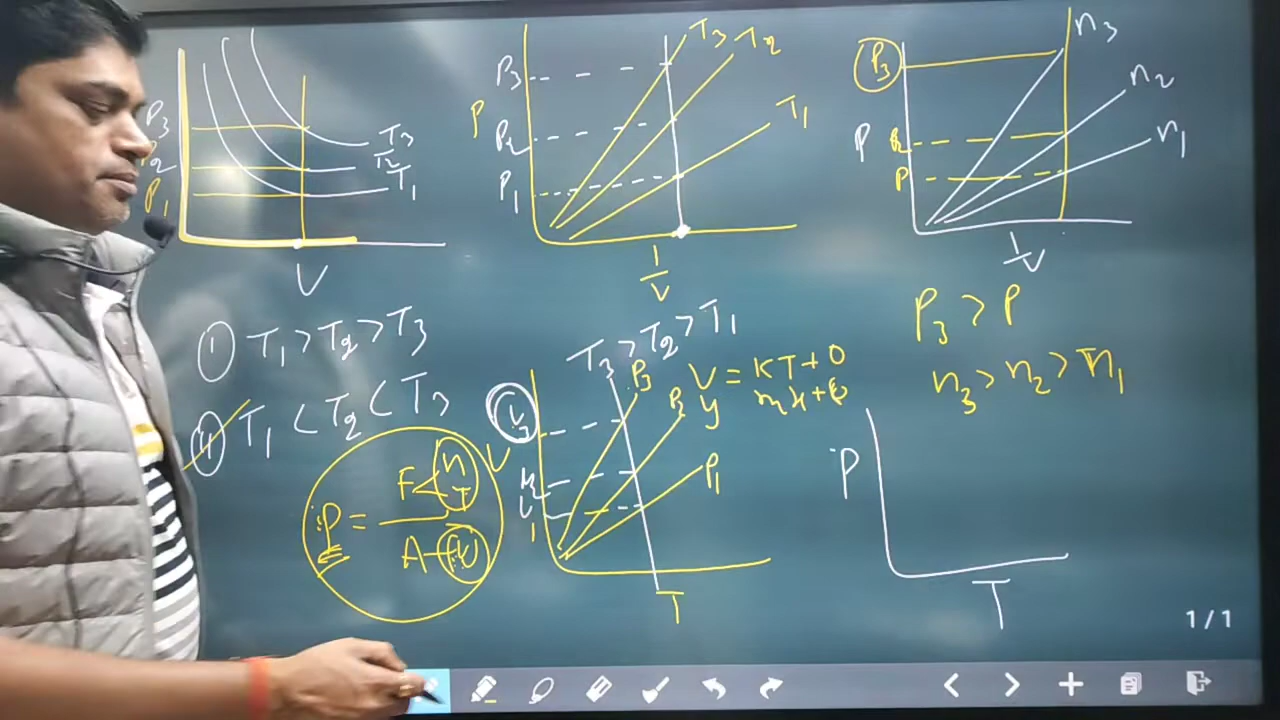 P3
P1
T3
T2
T1
V
P3
P
P2
P1
T3 T2
T1
1/V
P3
P
P2
P
n3
n2
n1
1/V
① T1 > T2 > T3
② T1 < T2 < T3
P = F n T
A
V
T3 > T2 > T1
P3
P1
V = KT + 0
y mx +
T
P3 > P
n3 > n2 > n1
P
T
1 / 1